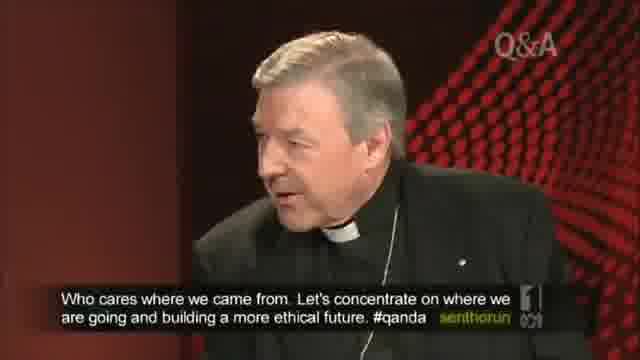 Q&A
Who cares where we came from. Let's concentrate on where we
are going and building a more ethical future. #qanda senthorun
1